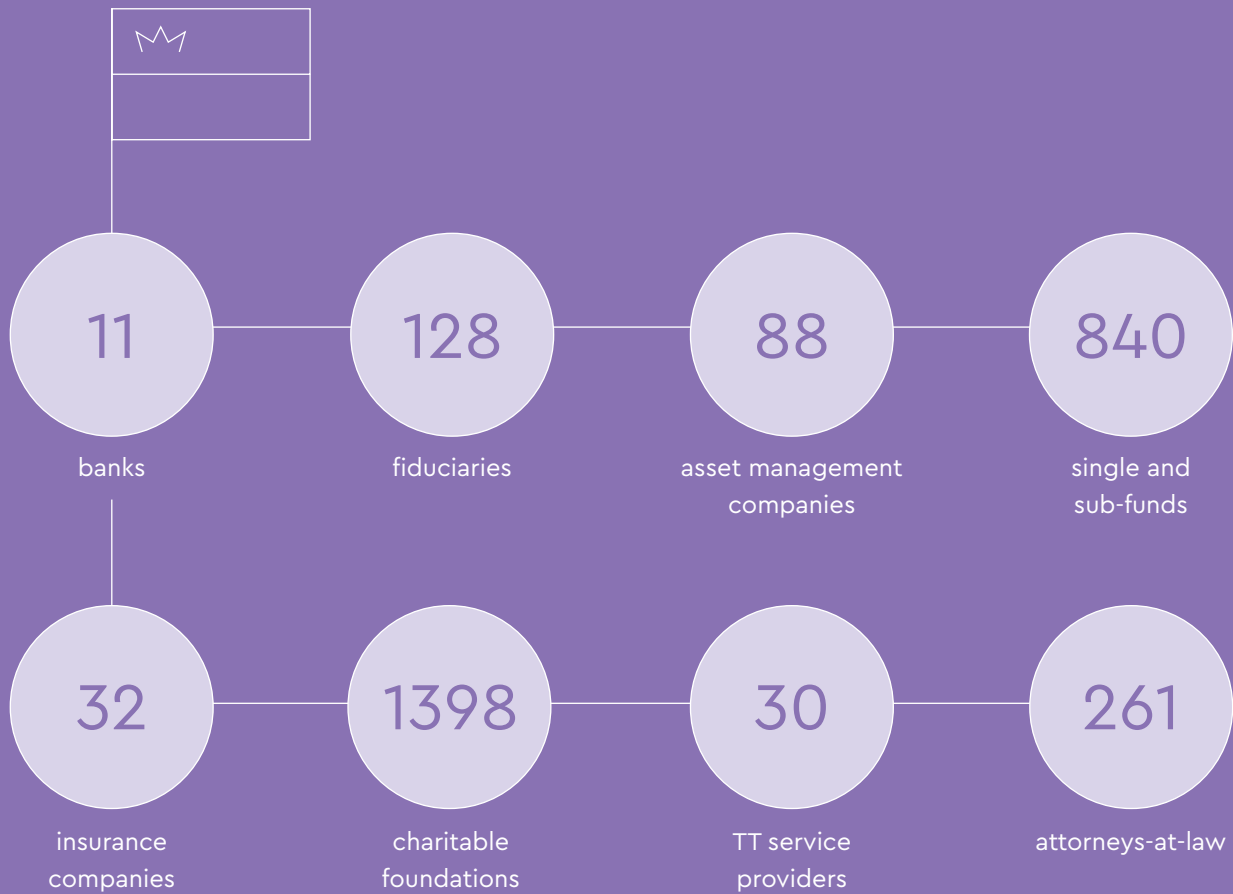 11
banks
128
fiduciaries
88
asset management
companies
840
single and
sub-funds
32
insurance
companies
1398
charitable
foundations
30
TT service
providers
261
attorneys-at-law